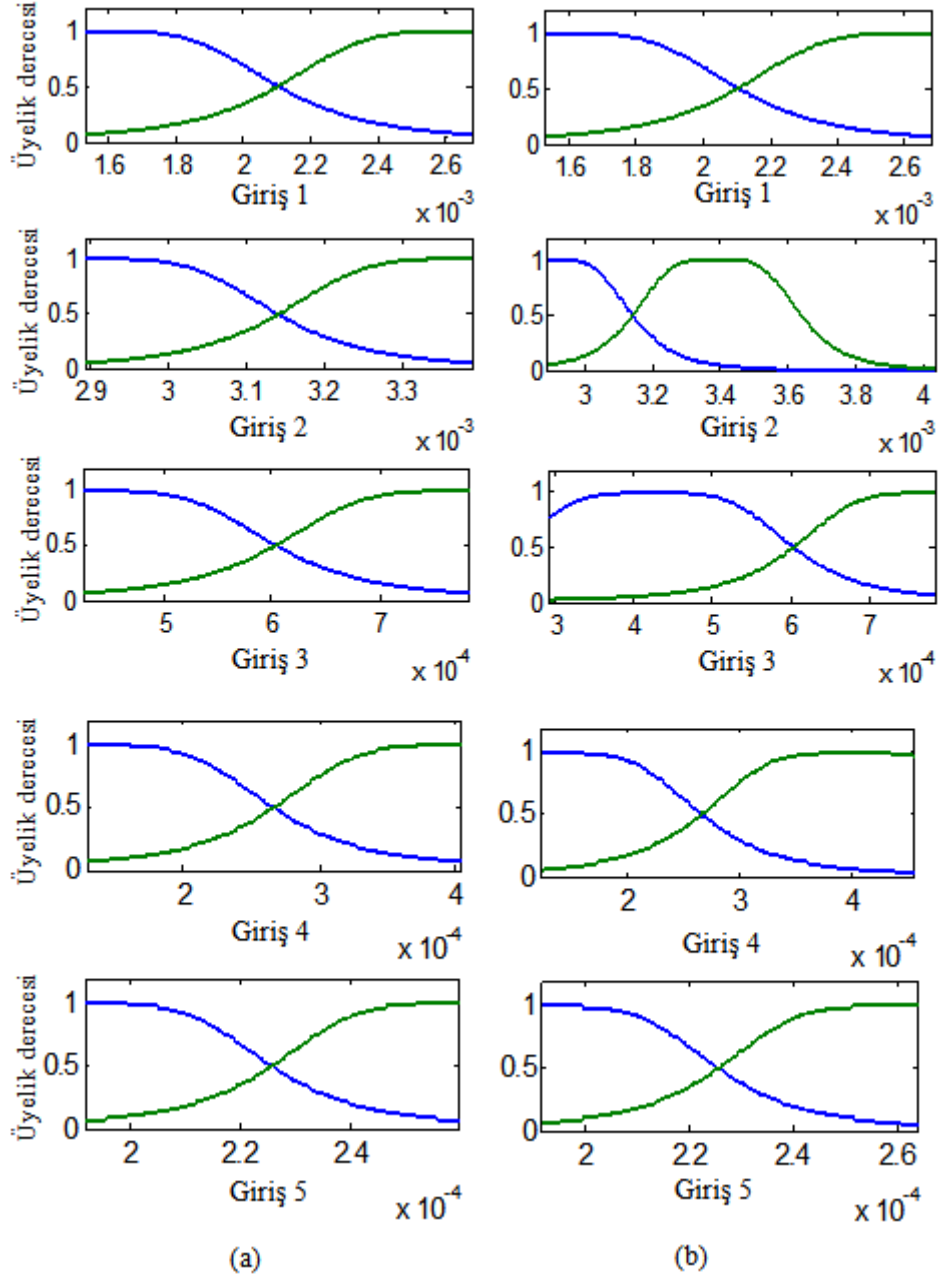 Üyelik derecesi
1
0.5
0
1.6 1.8 2 2.2 2.4 2.6
Giriş 1
x 10-3
1
0.5
0
1.6 1.8 2 2.2 2.4 2.6
Giriş 1
x 10-3
Üyelik derecesi
1
0.5
0
2.9 3 3.1 3.2 3.3
Giriş 2
x 10-3
1
0.5
0
3 3.2 3.4 3.6 3.8 4
Giriş 2
x 10-3
Üyelik derecesi
1
0.5
0
5 6 7
Giriş 3
x 10-4
1
0.5
0
3 4 5 6 7
Giriş 3
x 10-4
Üyelik derecesi
1
0.5
0
2 3 4
Giriş 4
x 10-4
1
0.5
0
2 3 4
Giriş 4
x 10-4
Üyelik derecesi
1
0.5
0
2 2.2 2.4
Giriş 5
x 10-4
1
0.5
0
2 2.2 2.4 2.6
Giriş 5
x 10-4
(a) (b)